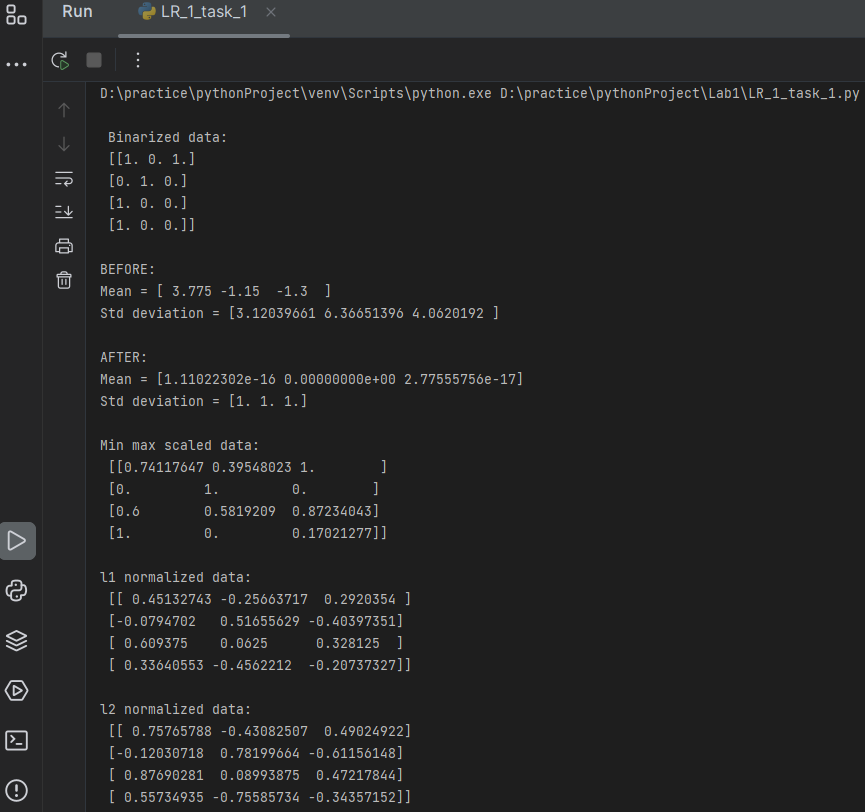 Run LR_1_task_1
D:\practice\pythonProject\venv\Scripts\python.exe D:\practice\pythonProject\Lab1\LR_1_task_1.py
Binarized data:
[[1. 0. 1.]
[0. 1. 0.]
[1. 0. 0.]
[1. 0. 0.]]
BEFORE:
Mean = [ 3.775 -1.15  -1.3  ]
Std deviation = [3.12039661 6.36651396 4.0620192 ]
AFTER:
Mean = [1.11022302e-16 0.00000000e+00 2.77555756e-17]
Std deviation = [1. 1. 1.]
Min max scaled data:
[[0.74117647 0.39548023 1.        ]
[0.         1.         0.        ]
[0.6        0.5819209  0.87234043]
[1.         0.         0.17021277]]
l1 normalized data:
[[ 0.45132743 -0.25663717  0.2920354 ]
[-0.0794702   0.51655629 -0.40397351]
[ 0.609375    0.0625      0.328125  ]
[ 0.33640553 -0.4562212  -0.20737327]]
l2 normalized data:
[[ 0.75765788 -0.43082507  0.49024922]
[-0.12030718  0.78199664 -0.61156148]
[ 0.87690281  0.08993875  0.47217844]
[ 0.55734935 -0.75585734 -0.34357152]]